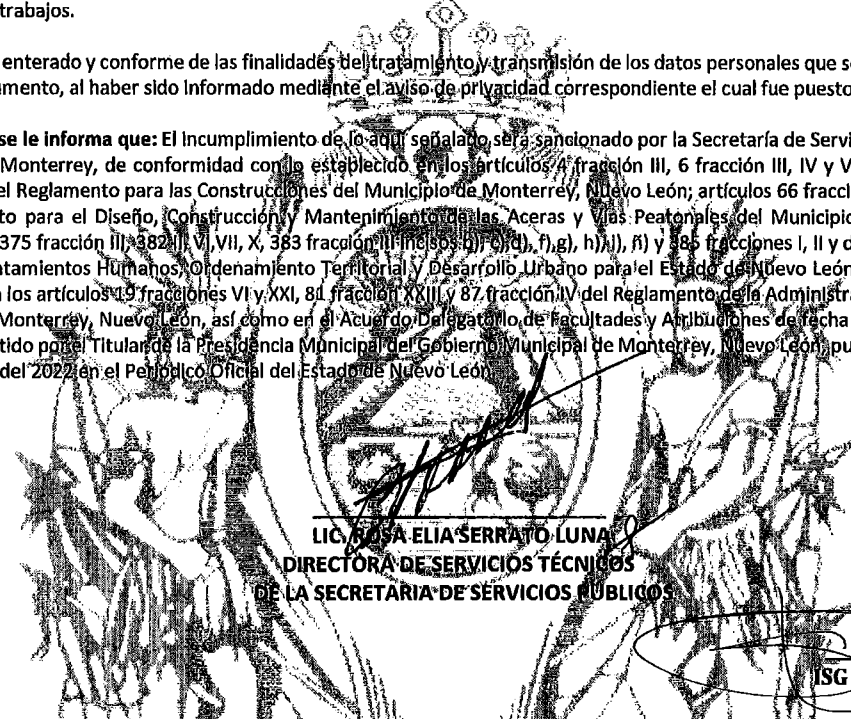 trabajos.
enterado y conforme de las finalidades del tratamiento y transmisión de los datos personales que s
umento, al haber sido informado mediante el aviso de privacidad correspondiente el cual fue puesto
se le informa que: El incumplimiento de lo aquí señalado será sancionado por la Secretaría de Servi
Monterrey, de conformidad con lo establecido en los artículos 4 fracción III, 6 fracción III, IV y V
el Reglamento para las Construcciones del Municipio de Monterrey, Nuevo León; artículos 66 fracci
to para el Diseño, Construcción y Mantenimiento de las Aceras y Vías Peatonales del Municipio
375 fracción III, 382 II, VI,VII, X, 383 fracción III incisos b), c),d), f),g), h),i), ñ) y 385 fracciones I, II y d
ntamientos Humanos, Ordenamiento Territorial y Desarrollo Urbano para el Estado de Nuevo León
los artículos 19 fracciones VI y XXI, 81 fracción XXIII y 87 fracción IV del Reglamento de la Administra
Monterrey, Nuevo León, así como en el Acuerdo Delegatorio de Facultades y Atribuciones de fecha
tido por el Titular de la Presidencia Municipal del Gobierno Municipal de Monterrey, Nuevo León, pu
del 2022 en el Periódico Oficial del Estado de Nuevo León.
LIC. ROSA ELIA SERRATO LUNA
DIRECTORA DE SERVICIOS TÉCNICOS
DE LA SECRETARIA DE SERVICIOS PÚBLICOS
ISG